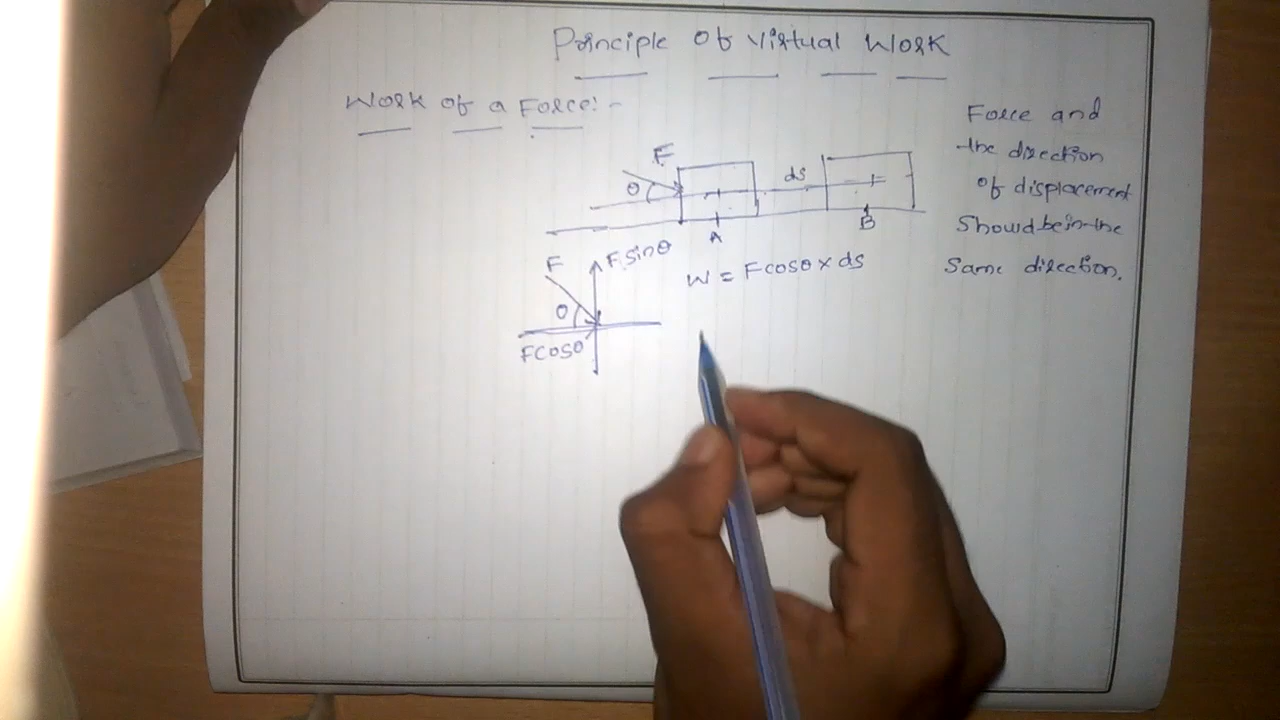 Principle of Virtual Work
Work of a Force:-
F
θ
ds
A
B
Force and
the direction
of displacement
Showd be in the
Same direction.
F
F sinθ
θ
F cosθ
W = F cosθ x ds